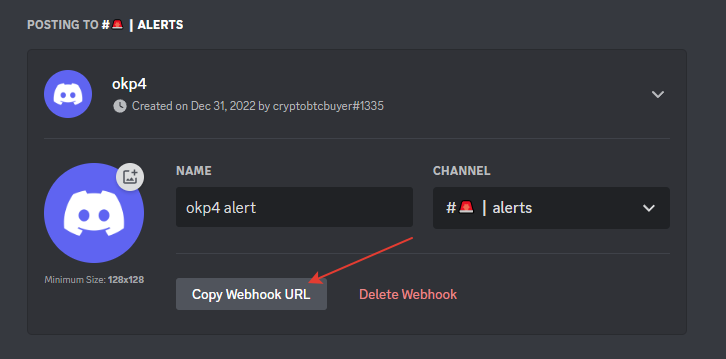 POSTING TO #🚨 | ALERTS
okp4
Created on Dec 31, 2022 by cryptobtcbuyer#1335
NAME
CHANNEL
okp4 alert
#🚨 | alerts
Minimum Size: 128x128
Copy Webhook URL
Delete Webhook